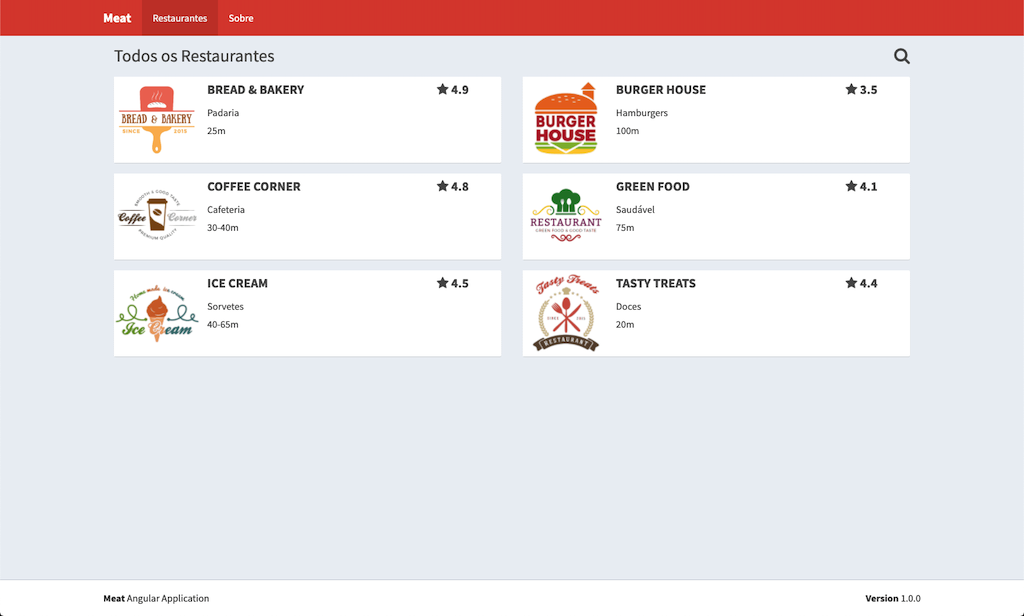 Meat Restaurantes Sobre
Todos os Restaurantes
BREAD & BAKERY
SINCE 2015
BREAD & BAKERY 4.9
Padaria
25m
BURGER
HOUSE
BURGER HOUSE 3.5
Hamburgers
100m
SMOOTH & GOOD TASTE
Coffee Corner
PREMIUM QUALITY
COFFEE CORNER 4.8
Cafeteria
30-40m
RESTAURANT
GREEN FOOD & GOOD TASTE
GREEN FOOD 4.1
Saudável
75m
Home made ice cream
Ice Cream
ICE CREAM 4.5
Sorvetes
40-65m
Tasty Treats
SINCE
RESTAURANT
TASTY TREATS 4.4
Doces
20m
Meat Angular Application
Version 1.0.0